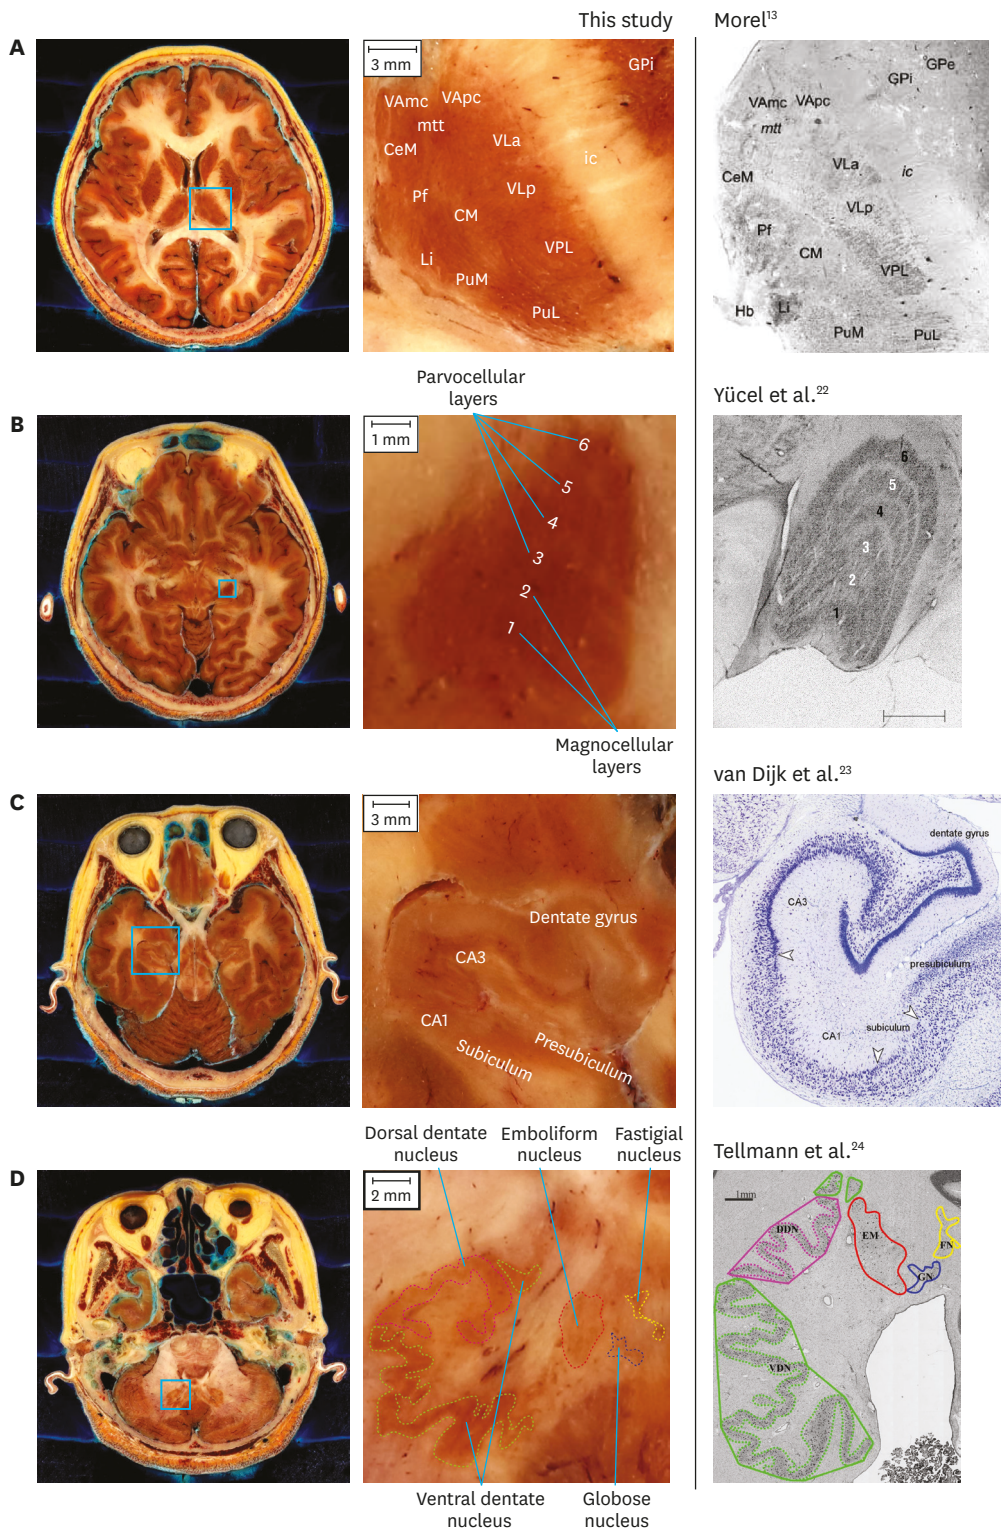 This study
Morel¹³
A
3 mm
GPi
VAmc
VApc
mtt
VLa
CeM
ic
Pf
VLp
CM
VPL
Li
PuM
PuL
GPe
GPi
VAmc
VApc
mtt
VLa
ic
CeM
VLp
Pf
CM
VPL
Hb
Li
PuM
PuL
Parvocellular
layers
Yücel et al.²²
B
1 mm
6
5
4
3
2
1
Magnocellular
layers
6
5
4
3
2
1
van Dijk et al.²³
C
3 mm
Dentate gyrus
CA3
CA1
Subiculum
Presubiculum
dentate gyrus
CA3
presubiculum
subiculum
CA1
Dorsal dentate
nucleus
Emboliform
nucleus
Fastigial
nucleus
Tellmann et al.²⁴
D
2 mm
Ventral dentate
nucleus
Globose
nucleus
1mm
DDN
EM
FN
GN
VDN